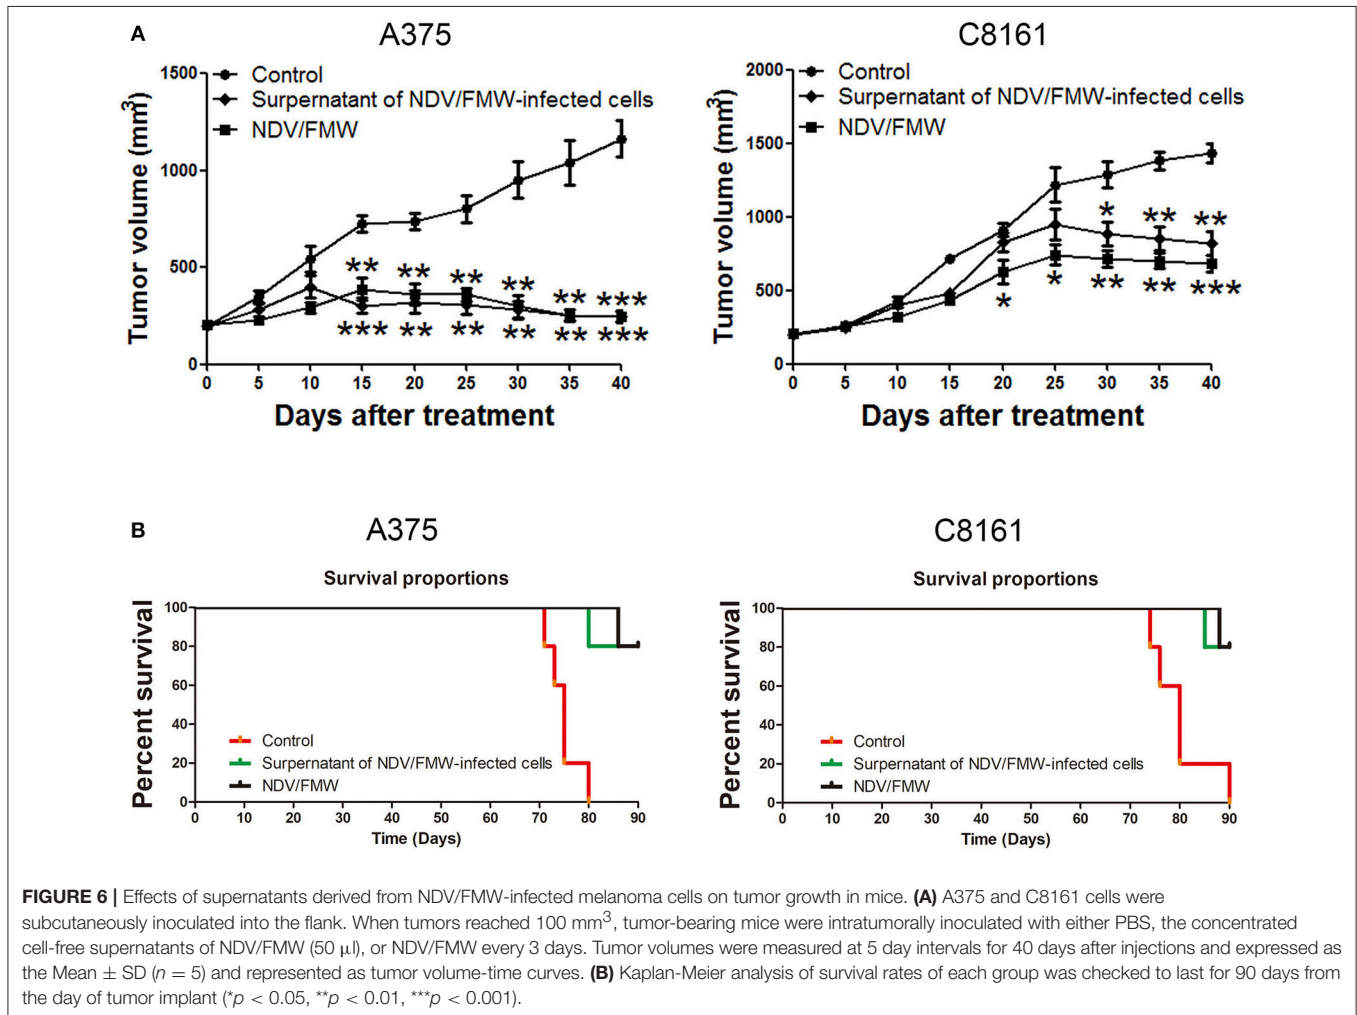 A
A375
C8161
1500
1000
500
0
Tumor volume (mm³)
Control
Surpernatant of NDV/FMW-infected cells
NDV/FMW
** ** ** ** ** ***
*** ** ** ** ** ***
0 5 10 15 20 25 30 35 40
Days after treatment
2000
1500
1000
500
0
Tumor volume (mm³)
Control
Surpernatant of NDV/FMW-infected cells
NDV/FMW
* ** **
* * ** ** ***
0 5 10 15 20 25 30 35 40
Days after treatment
B
A375
C8161
Survival proportions
100
80
60
40
20
0
Percent survival
Control
Surpernatant of NDV/FMW-infected cells
NDV/FMW
0 10 20 30 40 50 60 70 80 90
Time (Days)
Survival proportions
100
80
60
40
20
0
Percent survival
Control
Surpernatant of NDV/FMW-infected cells
NDV/FMW
0 10 20 30 40 50 60 70 80 90
Time (Days)
FIGURE 6 | Effects of supernatants derived from NDV/FMW-infected melanoma cells on tumor growth in mice. (A) A375 and C8161 cells were
subcutaneously inoculated into the flank. When tumors reached 100 mm³, tumor-bearing mice were intratumorally inoculated with either PBS, the concentrated
cell-free supernatants of NDV/FMW (50 μl), or NDV/FMW every 3 days. Tumor volumes were measured at 5 day intervals for 40 days after injections and expressed as
the Mean ± SD (n = 5) and represented as tumor volume-time curves. (B) Kaplan-Meier analysis of survival rates of each group was checked to last for 90 days from
the day of tumor implant (*p < 0.05, **p < 0.01, ***p < 0.001).